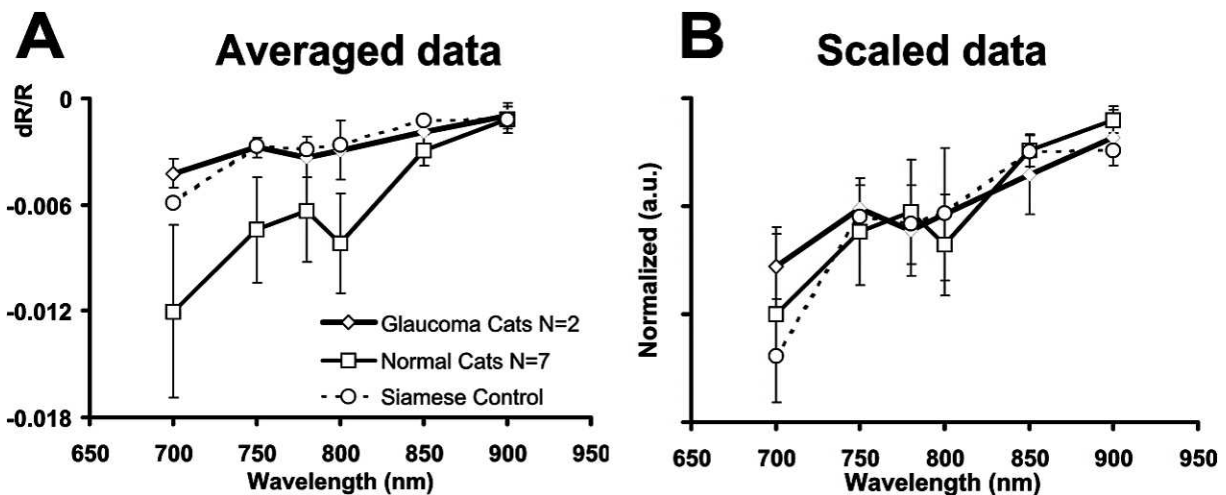 A
Averaged data
dR/R
0
-0.006
-0.012
-0.018
Glaucoma Cats N=2
Normal Cats N=7
Siamese Control
650 700 750 800 850 900 950
Wavelength (nm)
B
Scaled data
Normalized (a.u.)
650 700 750 800 850 900 950
Wavelength (nm)